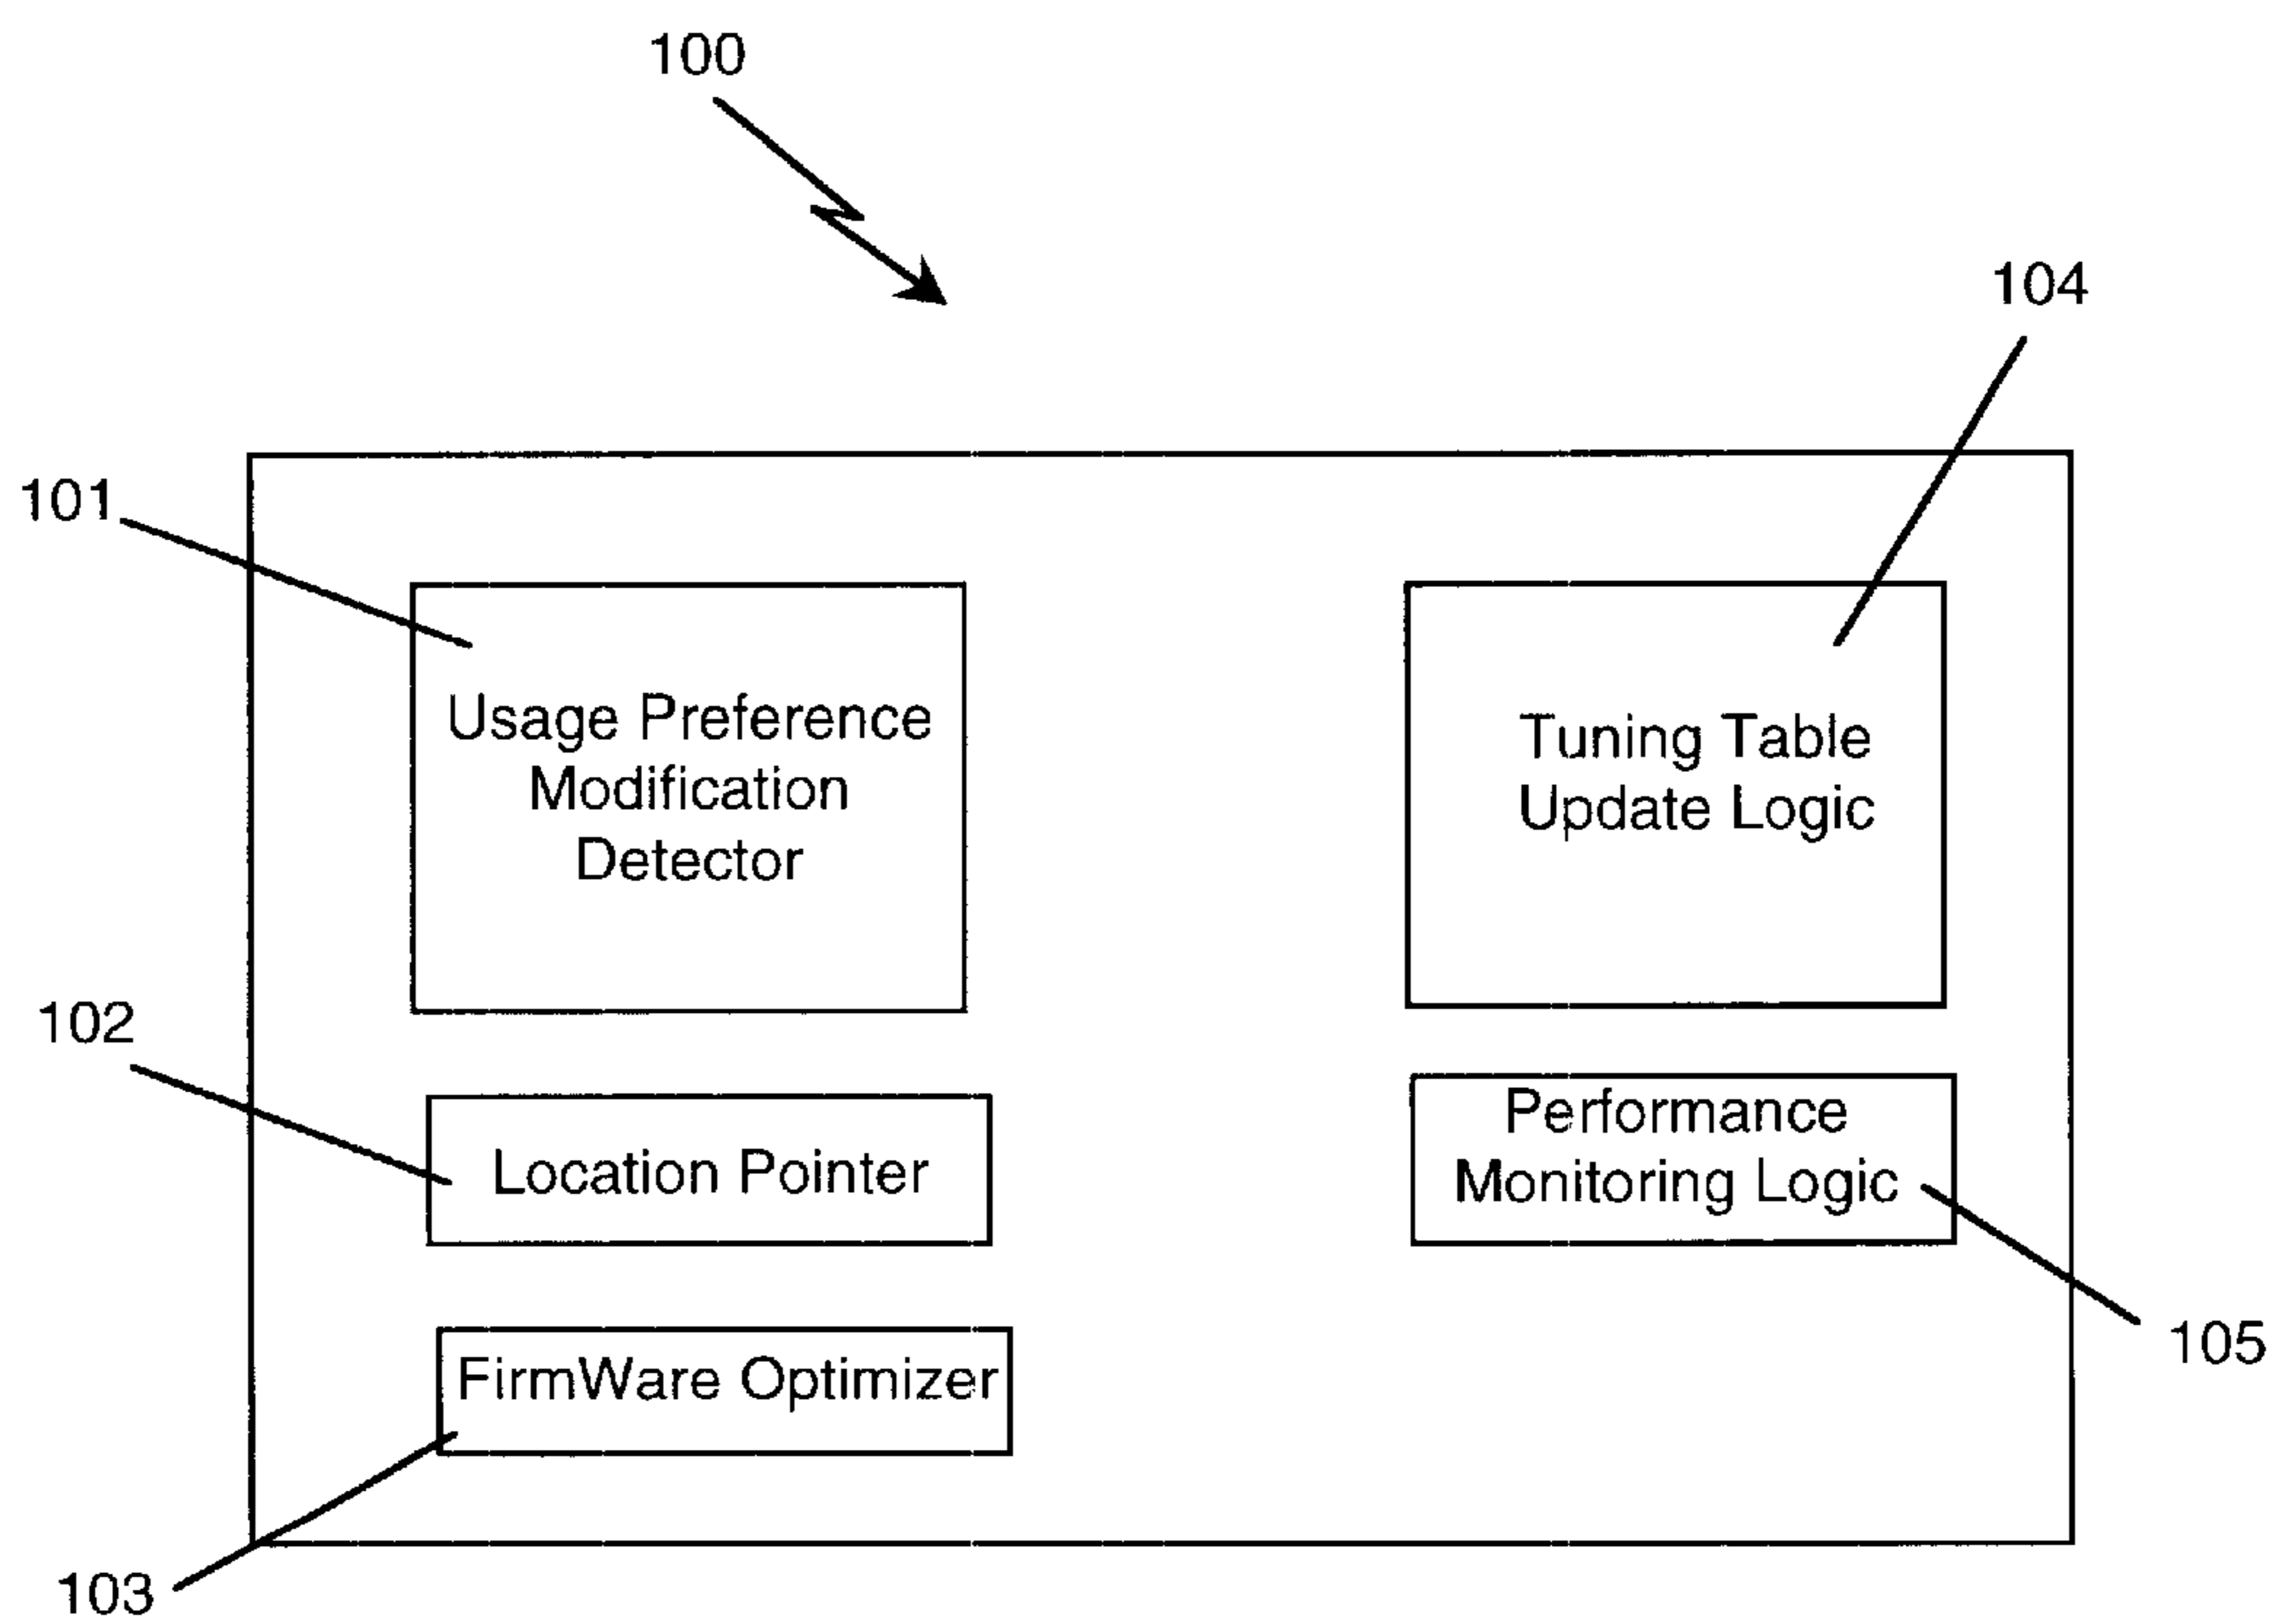 100
104
101
Usage Preference
Modification
Detector
Tuning Table
Update Logic
102
Location Pointer
Performance
Monitoring Logic
105
FirmWare Optimizer
103